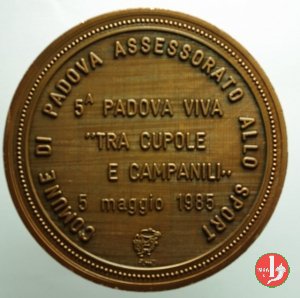 COMUNE DI PADOVA ASSESSORATO ALLO SPORT
5ᴬ PADOVA VIVA
"TRA CUPOLE
E CAMPANILI"
5 maggio 1985